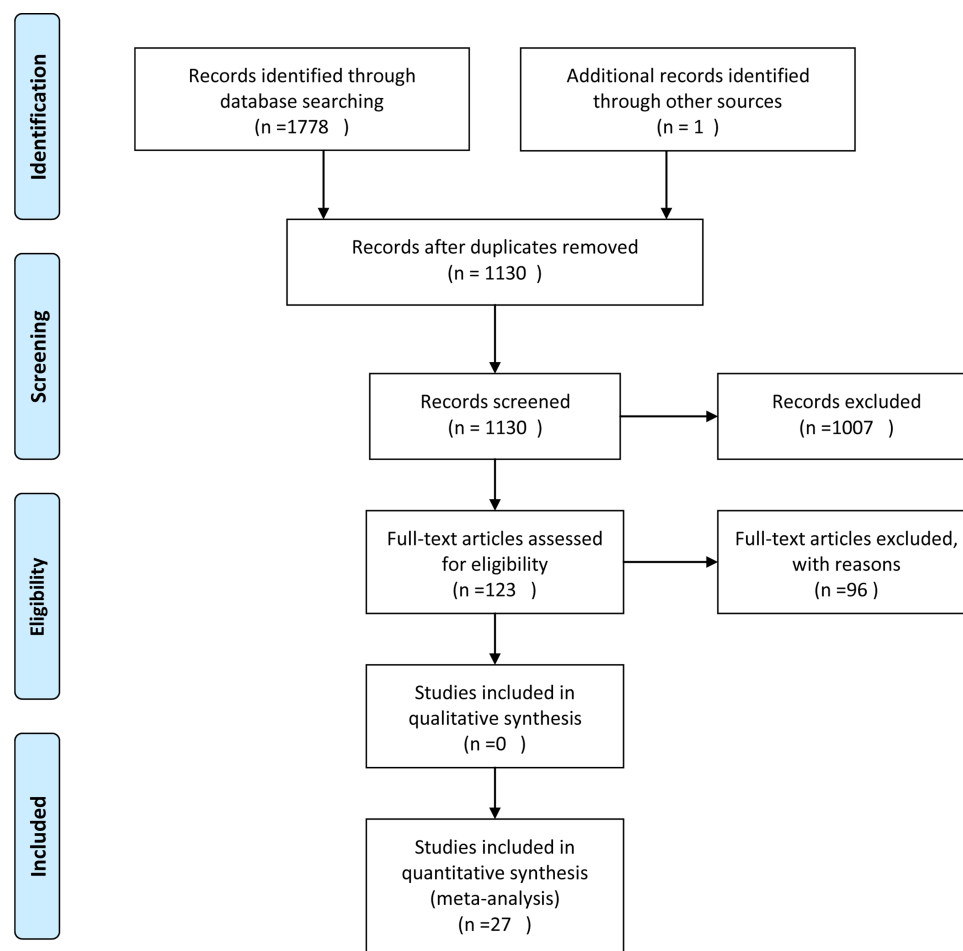 Identification
Records identified through
database searching
(n =1778   )
Additional records identified
through other sources
(n = 1  )
Records after duplicates removed
(n = 1130  )
Screening
Records screened
(n = 1130  )
Records excluded
(n =1007   )
Eligibility
Full-text articles assessed
for eligibility
(n =123   )
Full-text articles excluded,
with reasons
(n =96  )
Studies included in
qualitative synthesis
(n =0   )
Included
Studies included in
quantitative synthesis
(meta-analysis)
(n =27   )